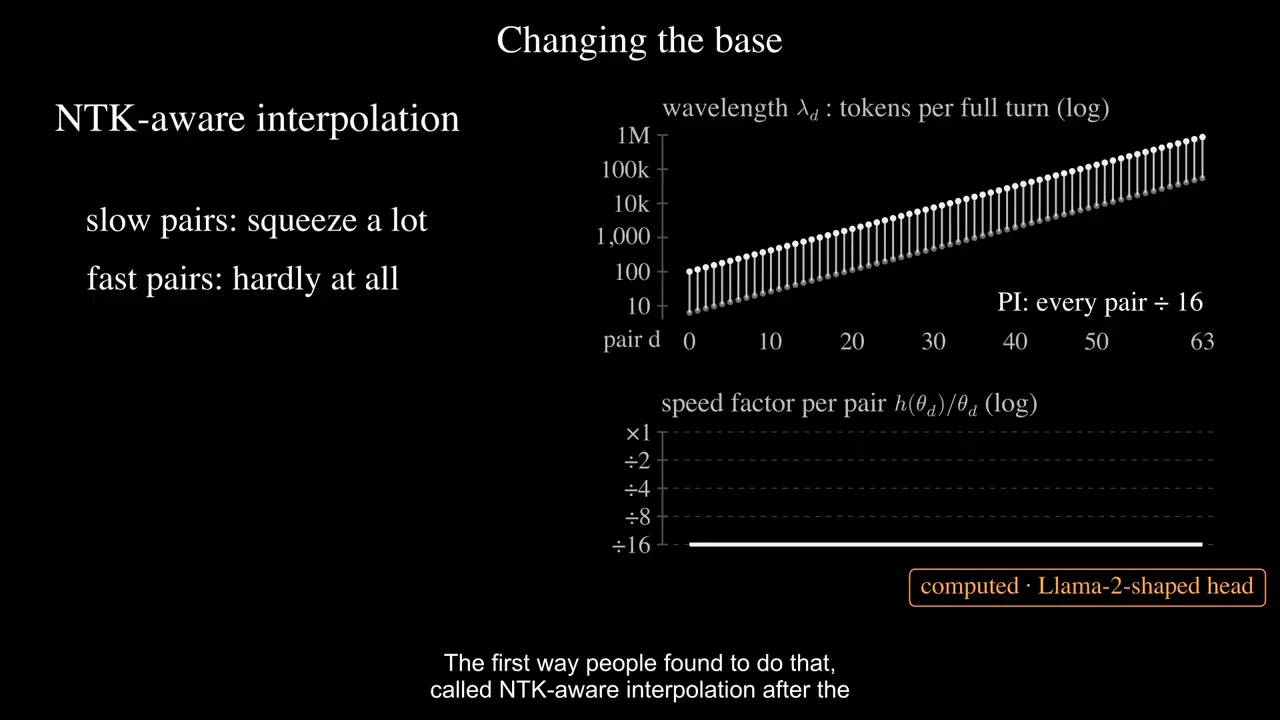 Changing the base
NTK-aware interpolation
slow pairs: squeeze a lot
fast pairs: hardly at all
wavelength λ_d : tokens per full turn (log)
1M
100k
10k
1,000
100
10
PI: every pair ÷ 16
pair d 0 10 20 30 40 50 63
speed factor per pair h(θ_d)/θ_d (log)
×1
÷2
÷4
÷8
÷16
computed · Llama-2-shaped head
The first way people found to do that,
called NTK-aware interpolation after the